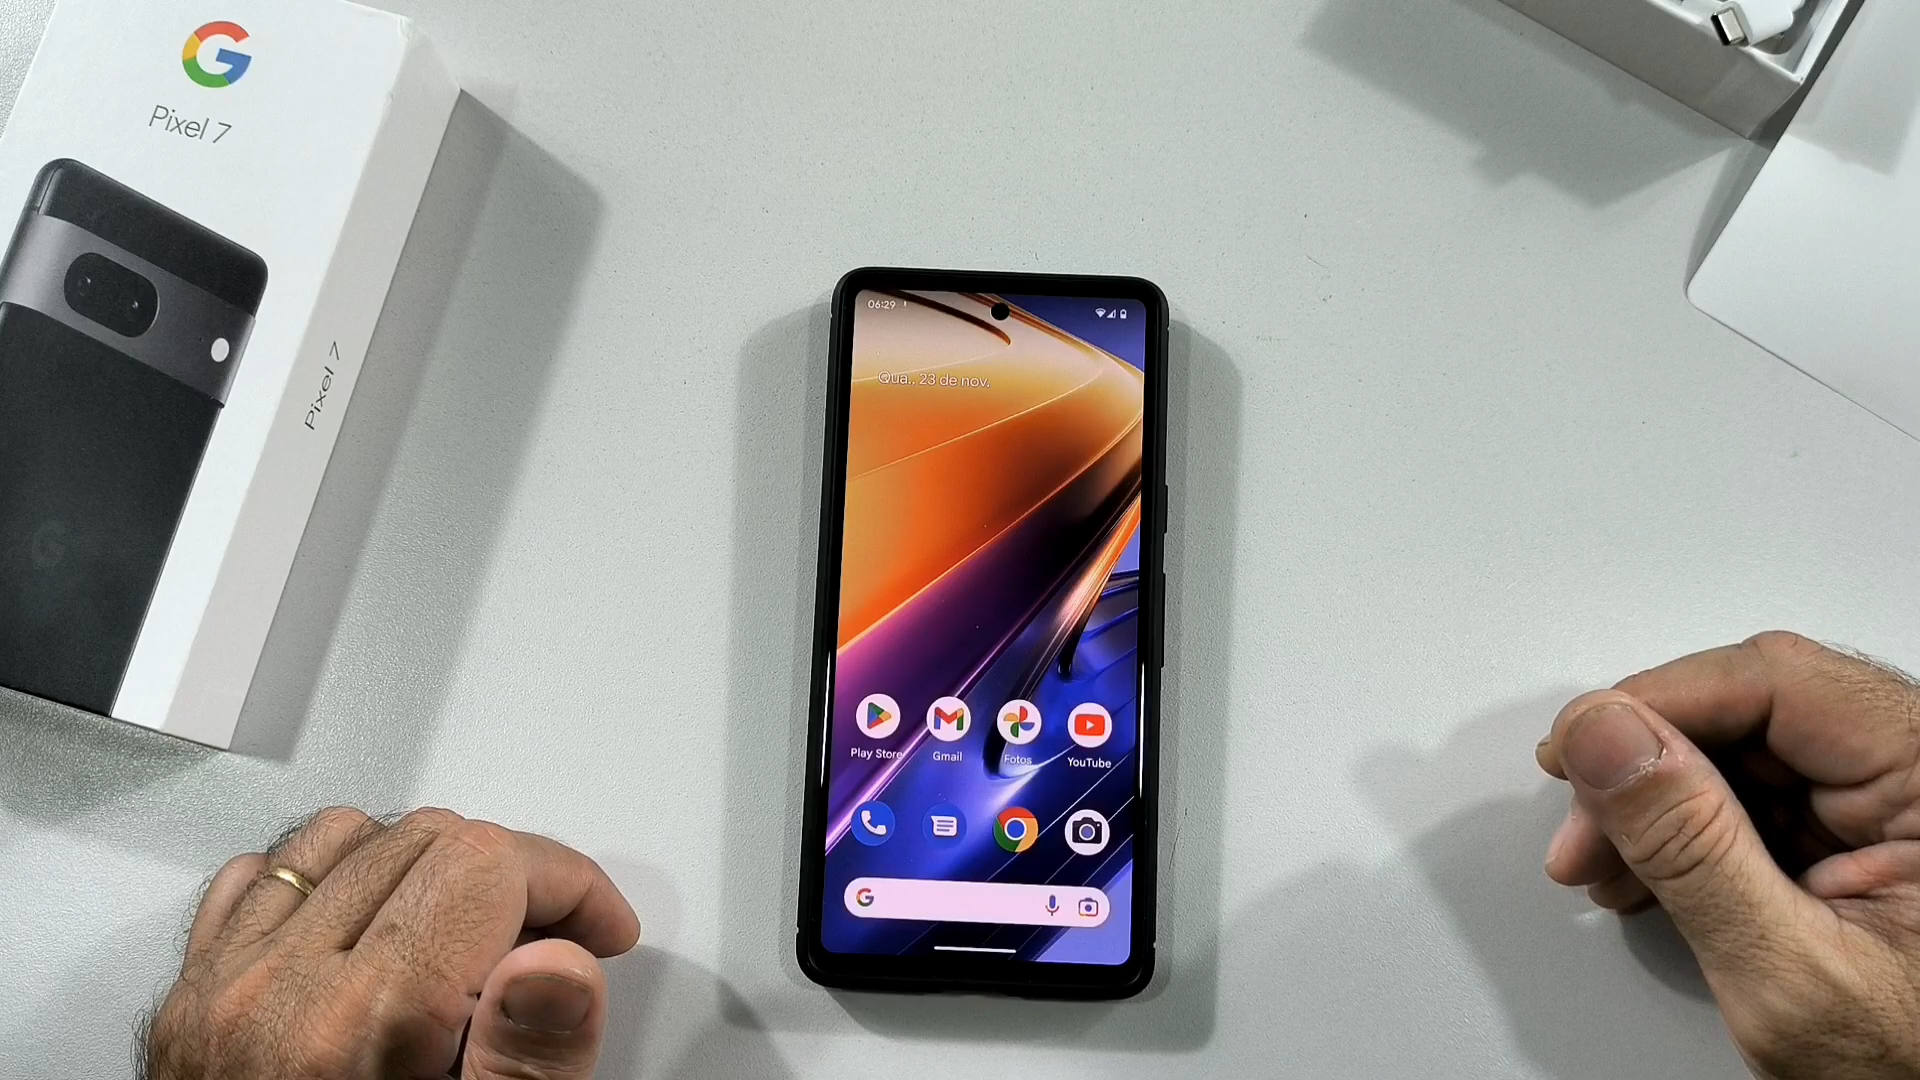 G
Pixel 7
Pixel 7
G
06:29
Qua., 23 de nov.
Play Store
Gmail
Fotos
YouTube
G